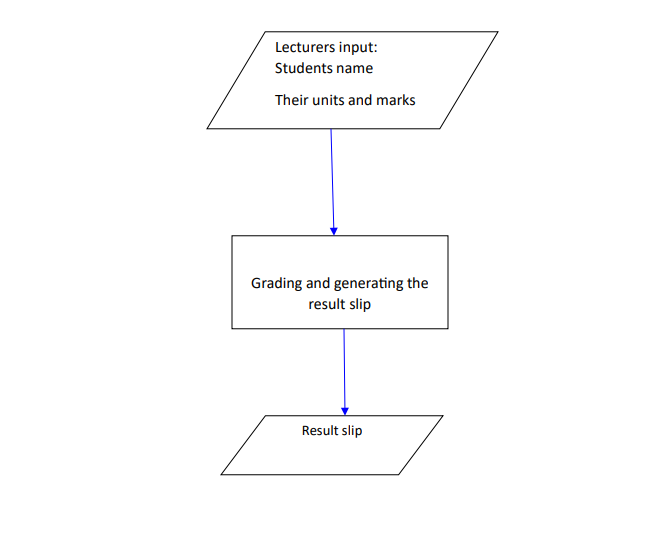 Lecturers input:
Students name
Their units and marks
Grading and generating the
result slip
Result slip